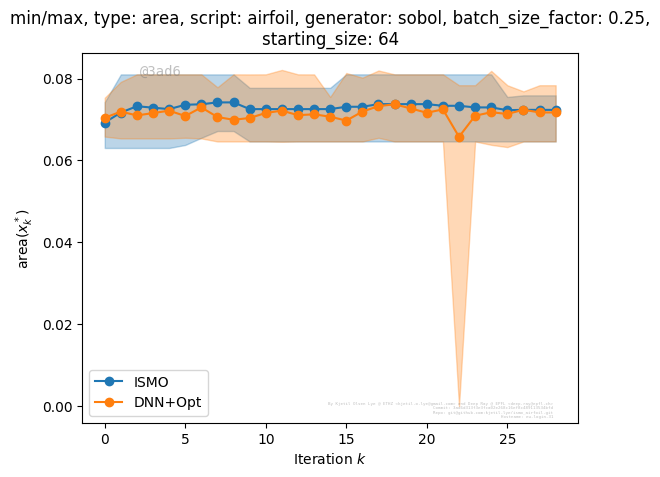 min/max, type: area, script: airfoil, generator: sobol, batch_size_factor: 0.25,
starting_size: 64
@3ad6
0.08
0.06
0.04
0.02
0.00
area(x_k^*)
ISMO
DNN+Opt
0 5 10 15 20 25
Iteration k